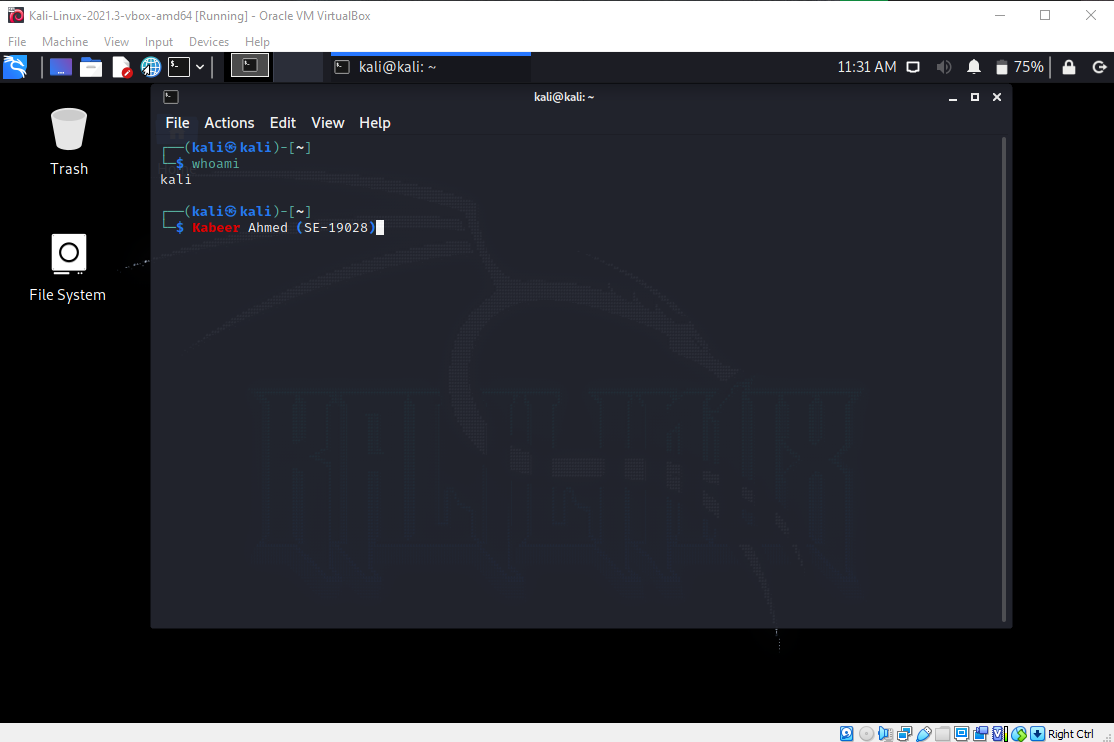 Kali-Linux-2021.3-vbox-amd64 [Running] - Oracle VM VirtualBox
File Machine View Input Devices Help
kali@kali: ~ 11:31 AM 75%
kali@kali: ~
File Actions Edit View Help
┌──(kali㉿kali)-[~]
└─$ whoami
kali
┌──(kali㉿kali)-[~]
└─$ Kabeer Ahmed (SE-19028)
Trash
File System
KALI LINUX
Right Ctrl